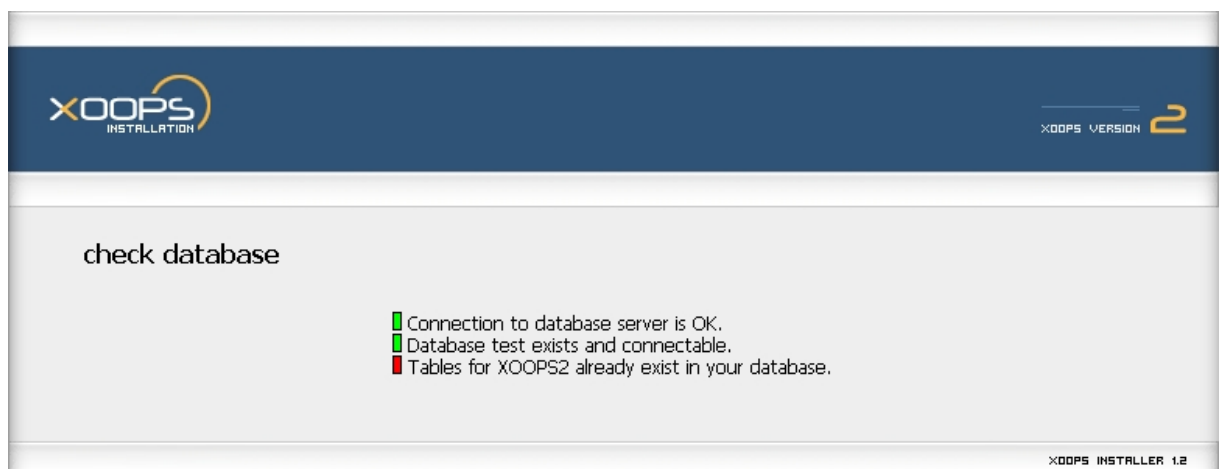 XOOPS
INSTALLATION
XOOPS VERSION 2
check database
Connection to database server is OK.
Database test exists and connectable.
Tables for XOOPS2 already exist in your database.
XOOPS INSTALLER 1.2